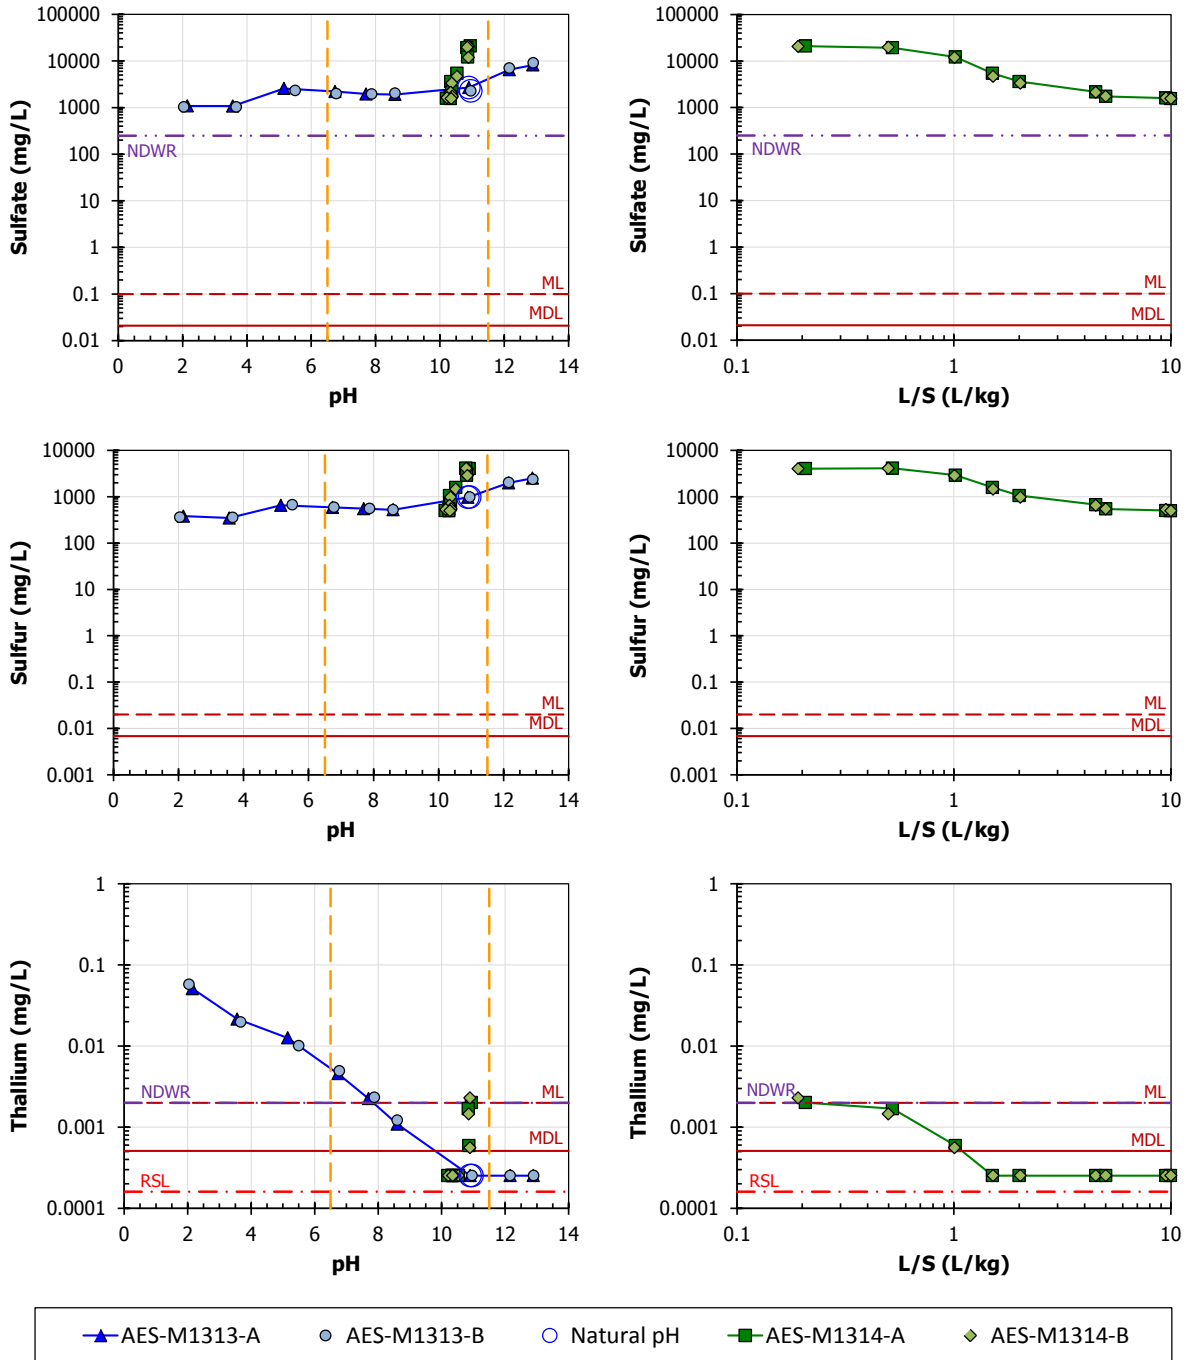 100000
10000
1000
100
10
1
0.1
0.01
Sulfate (mg/L)
NDWR
ML
MDL
0 2 4 6 8 10 12 14
pH
100000
10000
1000
100
10
1
0.1
0.01
Sulfate (mg/L)
NDWR
ML
MDL
0.1 1 10
L/S (L/kg)
10000
1000
100
10
1
0.1
0.01
0.001
Sulfur (mg/L)
ML
MDL
0 2 4 6 8 10 12 14
pH
10000
1000
100
10
1
0.1
0.01
0.001
Sulfur (mg/L)
ML
MDL
0.1 1 10
L/S (L/kg)
1
0.1
0.01
0.001
0.0001
Thallium (mg/L)
NDWR
ML
MDL
RSL
0 2 4 6 8 10 12 14
pH
1
0.1
0.01
0.001
0.0001
Thallium (mg/L)
NDWR
ML
MDL
RSL
0.1 1 10
L/S (L/kg)
AES-M1313-A AES-M1313-B Natural pH AES-M1314-A AES-M1314-B